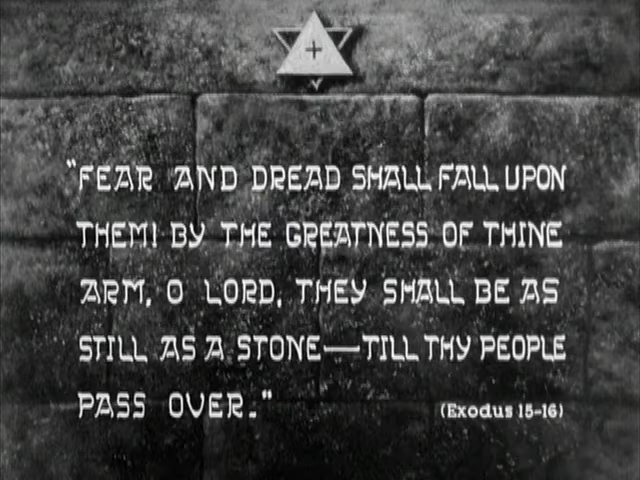 "FEAR AND DREAD SHALL FALL UPON
THEM! BY THE GREATNESS OF THINE
ARM, O LORD, THEY SHALL BE AS
STILL AS A STONE—TILL THY PEOPLE
PASS OVER."
(Exodus 15-16)